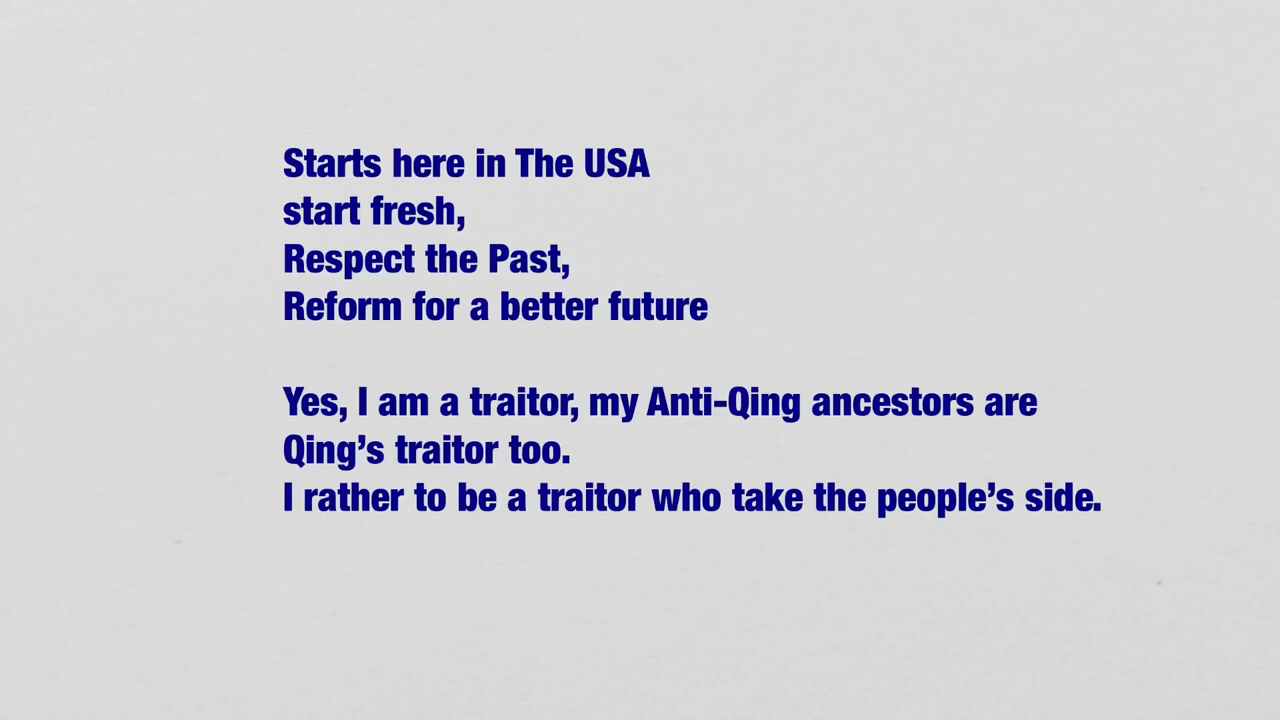 Starts here in The USA
start fresh,
Respect the Past,
Reform for a better future
Yes, I am a traitor, my Anti-Qing ancestors are
Qing’s traitor too.
I rather to be a traitor who take the people’s side.